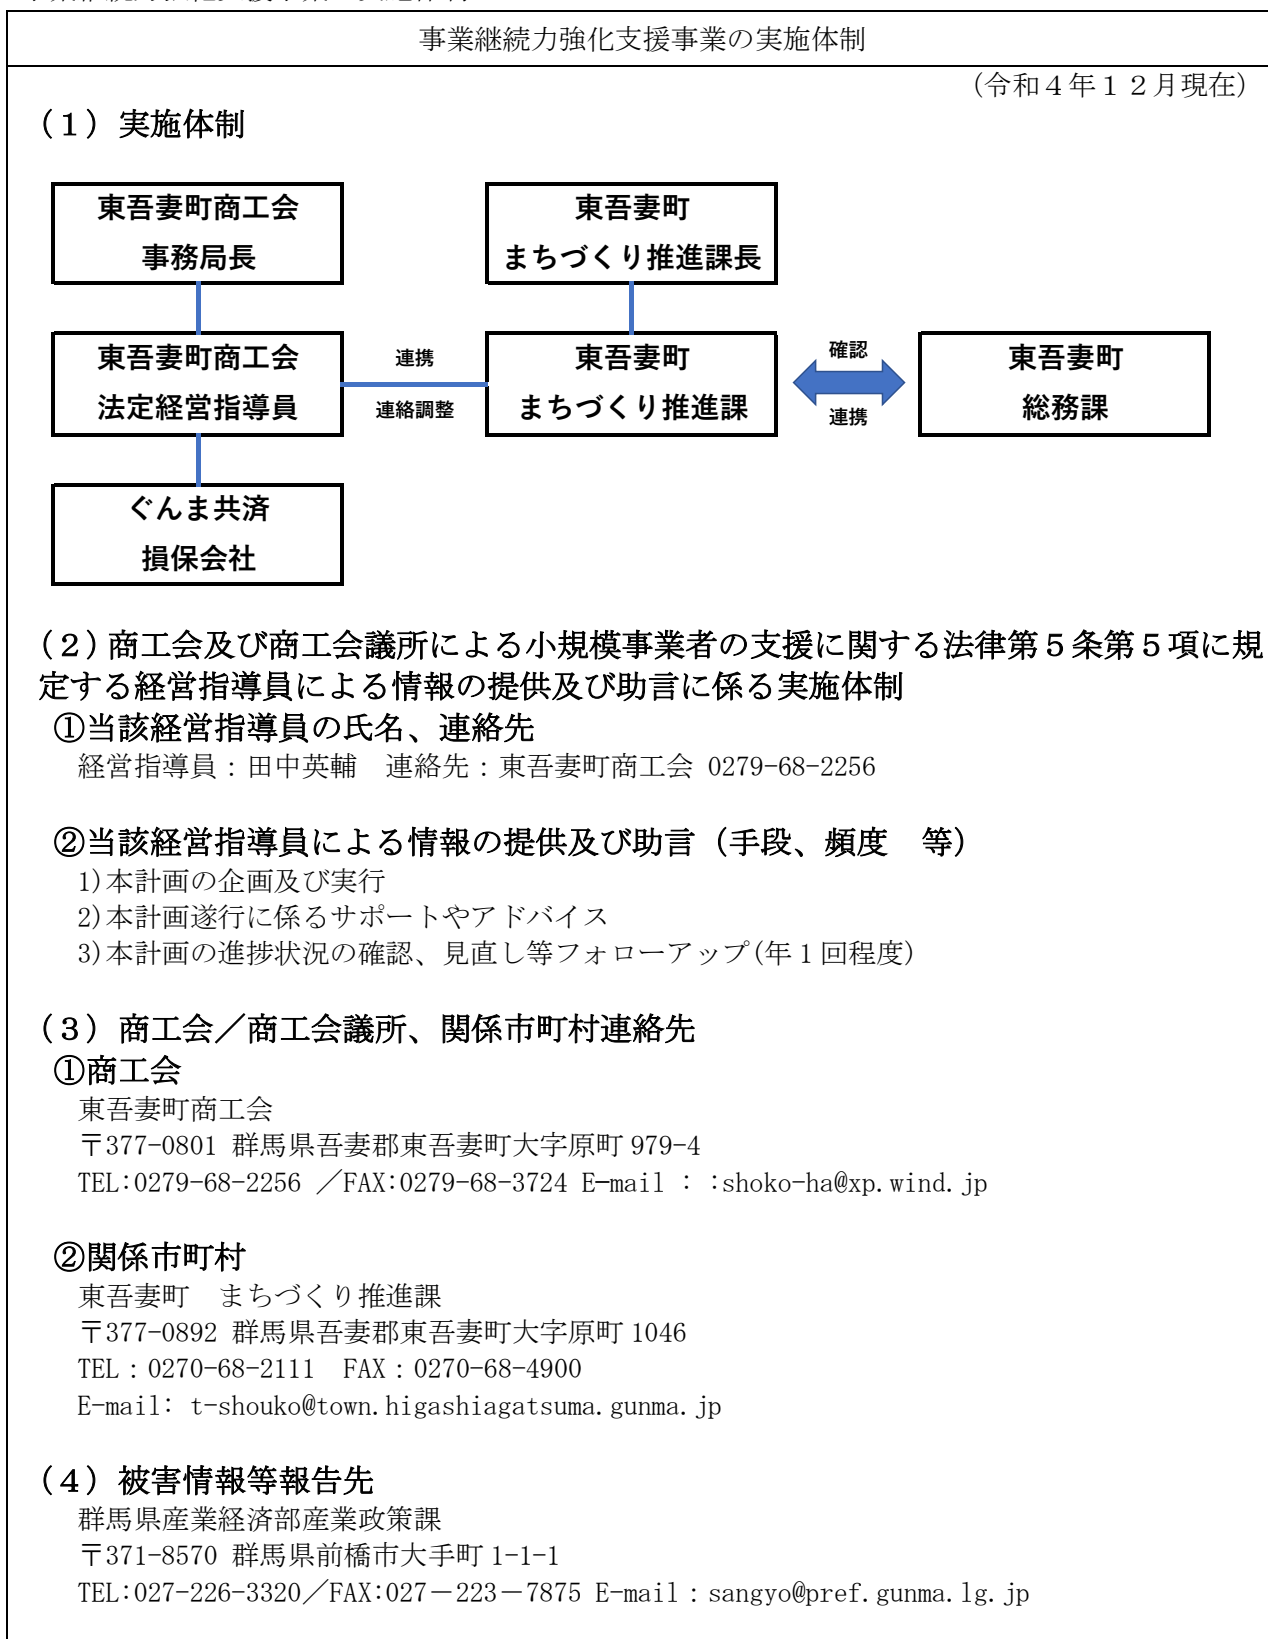 事業継続力強化支援事業の実施体制
(令和４年１２月現在)
(１) 実施体制
東吾妻町商工会
事務局長
東吾妻町
まちづくり推進課長
東吾妻町商工会
法定経営指導員
連携
連絡調整
東吾妻町
まちづくり推進課
確認
連携
東吾妻町
総務課
ぐんま共済
損保会社
(２)商工会及び商工会議所による小規模事業者の支援に関する法律第５条第５項に規
定する経営指導員による情報の提供及び助言に係る実施体制
①当該経営指導員の氏名、連絡先
経営指導員：田中英輔　連絡先：東吾妻町商工会 0279-68-2256
②当該経営指導員による情報の提供及び助言（手段、頻度　等）
1)本計画の企画及び実行
2)本計画遂行に係るサポートやアドバイス
3)本計画の進捗状況の確認、見直し等フォローアップ(年１回程度)
(３) 商工会／商工会議所、関係市町村連絡先
①商工会
東吾妻町商工会
〒377-0801 群馬県吾妻郡東吾妻町大字原町 979-4
TEL:0279-68-2256 ／FAX:0279-68-3724 E-mail : :shoko-ha@xp.wind.jp
②関係市町村
東吾妻町　まちづくり推進課
〒377-0892 群馬県吾妻郡東吾妻町大字原町 1046
TEL：0270-68-2111　FAX：0270-68-4900
E-mail: t-shouko@town.higashiagatsuma.gunma.jp
(４) 被害情報等報告先
群馬県産業経済部産業政策課
〒371-8570 群馬県前橋市大手町 1-1-1
TEL:027-226-3320／FAX:027－223－7875 E-mail：sangyo@pref.gunma.lg.jp